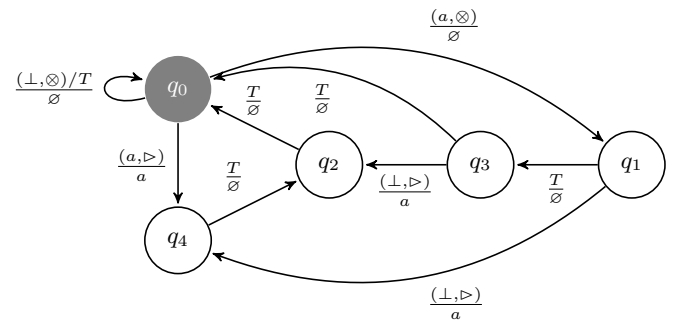 (a,⊗)
∅
(⊥,⊗)/T
∅
q₀
T
∅
T
∅
(a,▷)
a
T
∅
q₂
(⊥,▷)
a
q₃
T
∅
q₁
q₄
(⊥,▷)
a